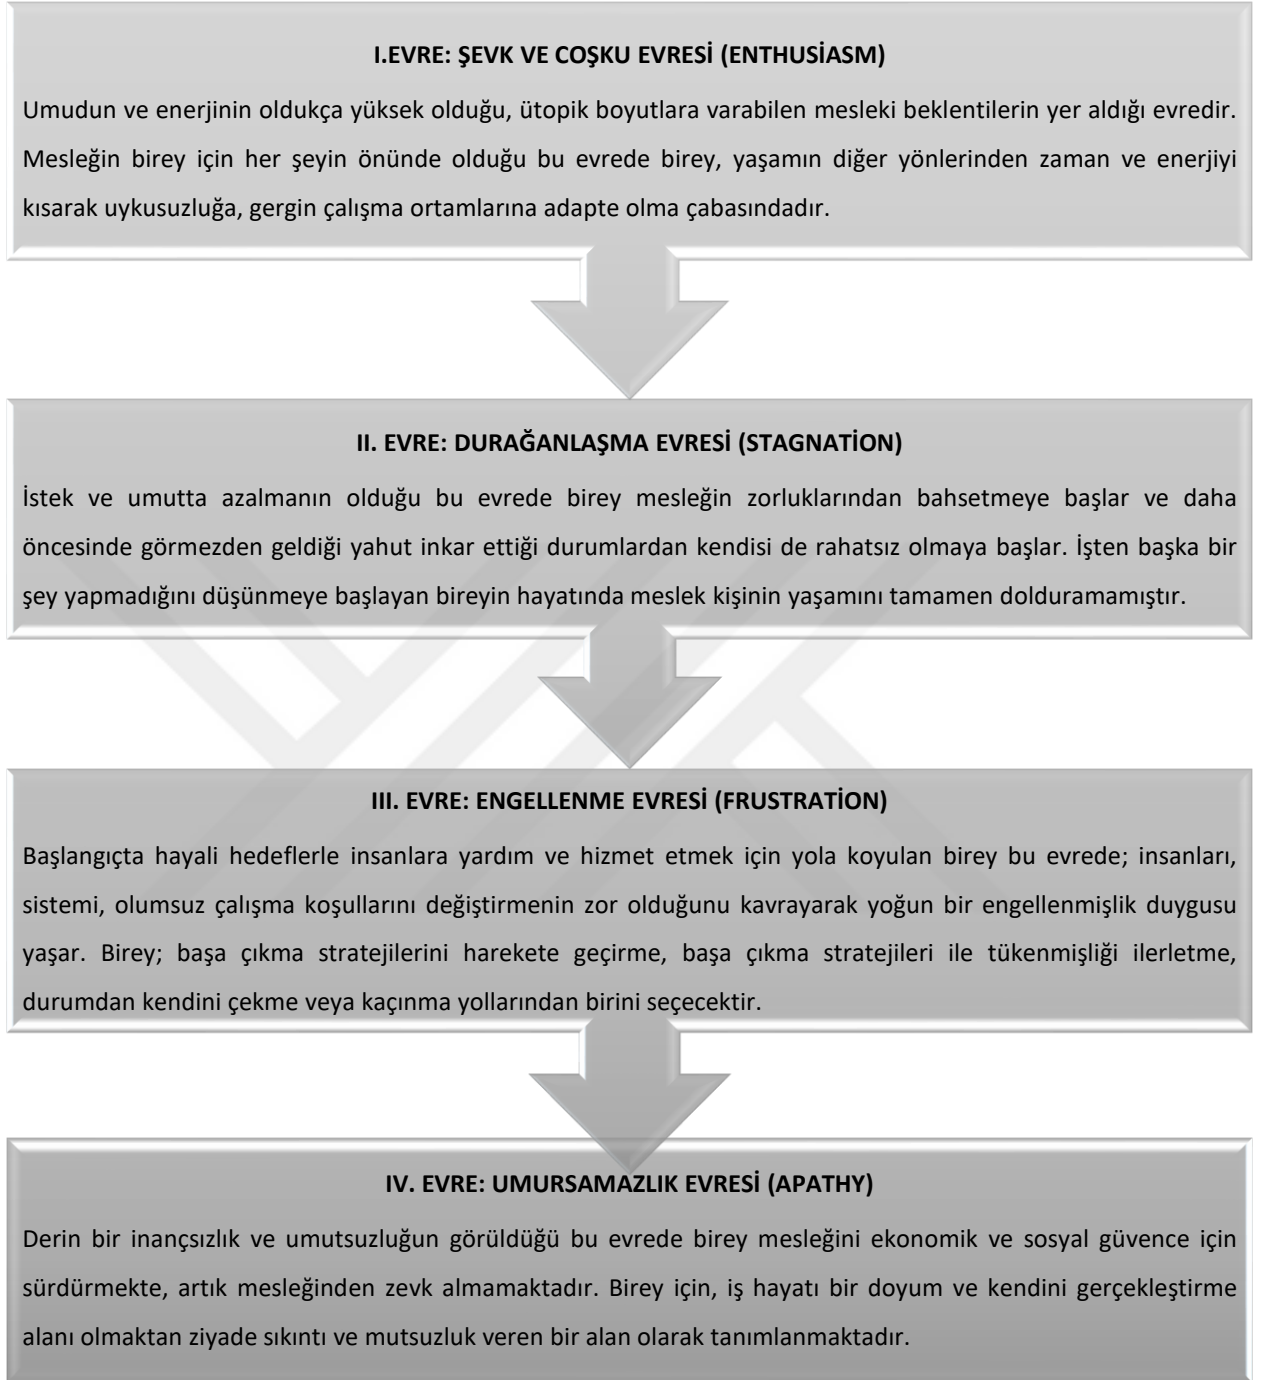 I.EVRE: ŞEVK VE COŞKU EVRESİ (ENTHUSİASM)
Umudun ve enerjinin oldukça yüksek olduğu, ütopik boyutlara varabilen mesleki beklentilerin yer aldığı evredir.
Mesleğin birey için her şeyin önünde olduğu bu evrede birey, yaşamın diğer yönlerinden zaman ve enerjiyi
kısarak uykusuzluğa, gergin çalışma ortamlarına adapte olma çabasındadır.
II. EVRE: DURAĞANLAŞMA EVRESİ (STAGNATİON)
İstek ve umutta azalmanın olduğu bu evrede birey mesleğin zorluklarından bahsetmeye başlar ve daha
öncesinde görmezden geldiği yahut inkar ettiği durumlardan kendisi de rahatsız olmaya başlar. İşten başka bir
şey yapmadığını düşünmeye başlayan bireyin hayatında meslek kişinin yaşamını tamamen dolduramamıştır.
III. EVRE: ENGELLENME EVRESİ (FRUSTRATİON)
Başlangıçta hayali hedeflerle insanlara yardım ve hizmet etmek için yola koyulan birey bu evrede; insanları,
sistemi, olumsuz çalışma koşullarını değiştirmenin zor olduğunu kavrayarak yoğun bir engellenmişlik duygusu
yaşar. Birey; başa çıkma stratejilerini harekete geçirme, başa çıkma stratejileri ile tükenmişliği ilerletme,
durumdan kendini çekme veya kaçınma yollarından birini seçecektir.
IV. EVRE: UMURSAMAZLIK EVRESİ (APATHY)
Derin bir inançsızlık ve umutsuzluğun görüldüğü bu evrede birey mesleğini ekonomik ve sosyal güvence için
sürdürmekte, artık mesleğinden zevk almamaktadır. Birey için, iş hayatı bir doyum ve kendini gerçekleştirme
alanı olmaktan ziyade sıkıntı ve mutsuzluk veren bir alan olarak tanımlanmaktadır.